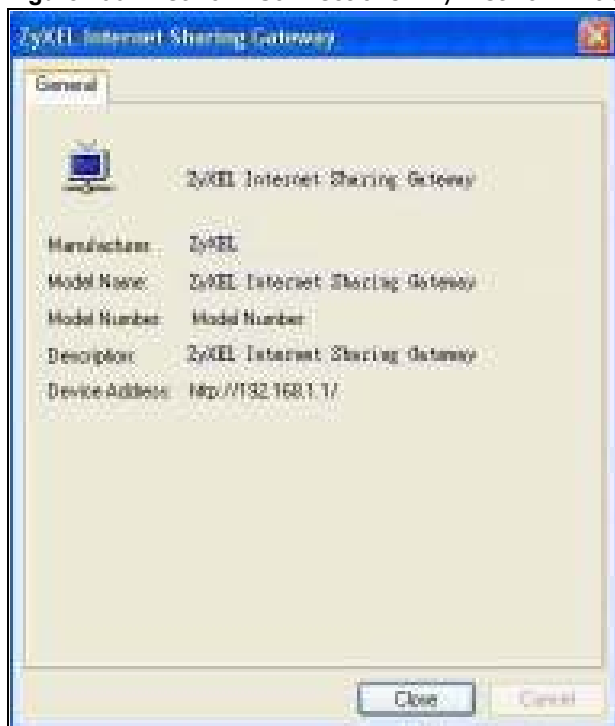 ZyXEL Internet Sharing Gateway
General
ZyXEL Internet Sharing Gateway
Manufacturer: ZyXEL
Model Name: ZyXEL Internet Sharing Gateway
Model Number: Model Number
Description: ZyXEL Internet Sharing Gateway
Device Address: http://192.168.1.1/
Close
Cancel